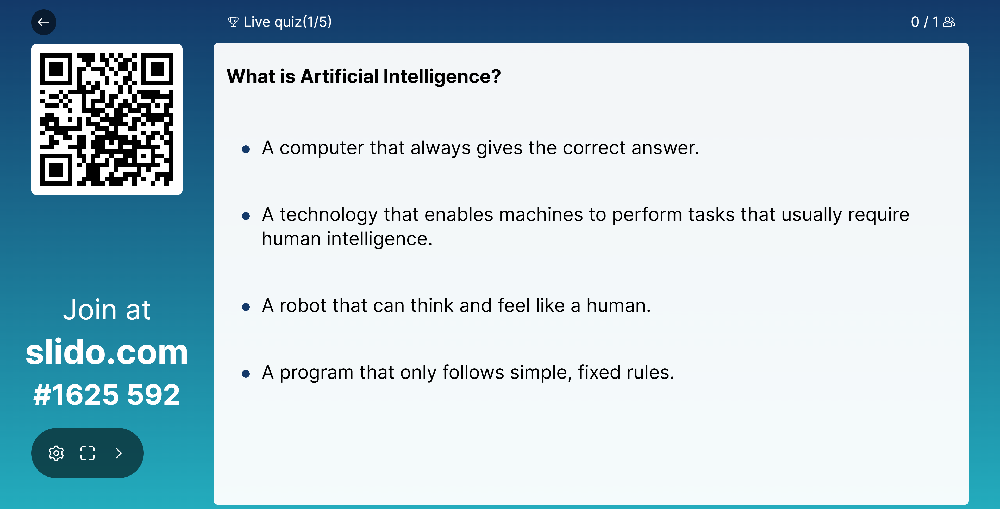 Live quiz(1/5)
0 / 1
What is Artificial Intelligence?
A computer that always gives the correct answer.
A technology that enables machines to perform tasks that usually require
human intelligence.
A robot that can think and feel like a human.
A program that only follows simple, fixed rules.
Join at
slido.com
#1625 592